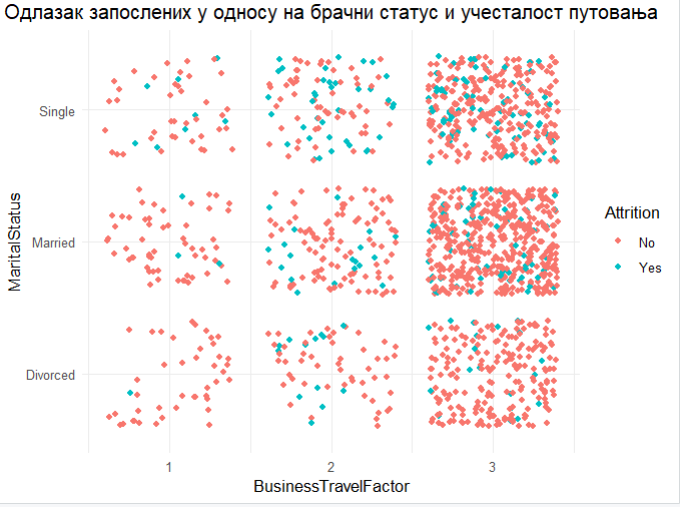 Одлазак запослених у односу на брачни статус и учесталост путовања
Single
Married
Divorced
MaritalStatus
1
2
3
BusinessTravelFactor
Attrition
No
Yes